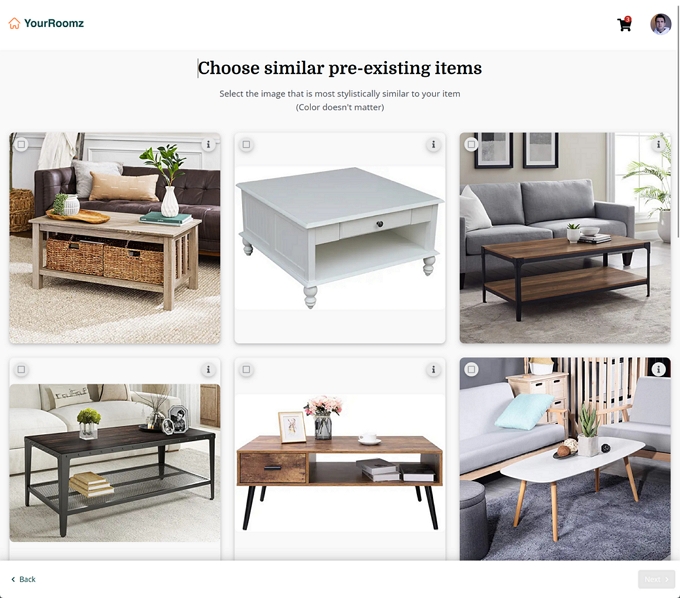 YourRoomz
Choose similar pre-existing items
Select the image that is most stylistically similar to your item
(Color doesn't matter)
i
i
i
i
i
i
Back
Next